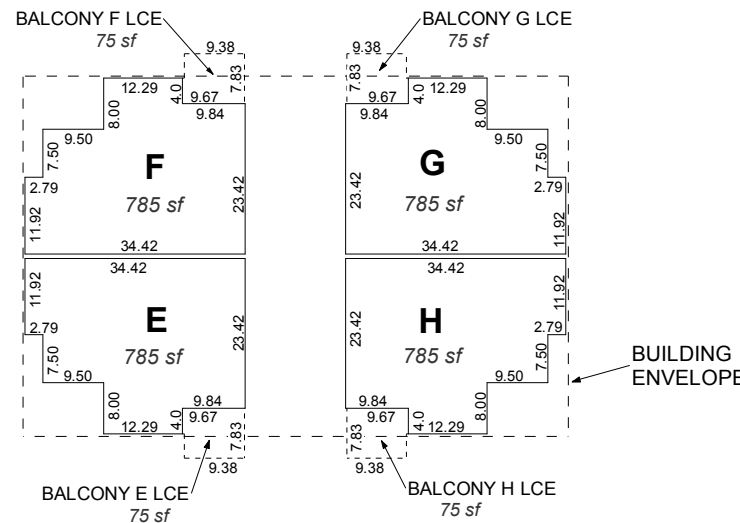 BALCONY F LCE
75 sf
BALCONY G LCE
75 sf
9.38
9.38
7.83
7.83
12.29
4.0
9.67
9.67
4.0
12.29
8.00
9.84
9.84
8.00
9.50
9.50
7.50
F
G
7.50
2.79
785 sf
23.42
23.42
785 sf
2.79
11.92
11.92
34.42
34.42
34.42
34.42
11.92
11.92
E
H
2.79
785 sf
23.42
23.42
785 sf
2.79
7.50
7.50
BUILDING
ENVELOPE
9.50
9.50
8.00
9.84
9.84
8.00
4.0
9.67
9.67
4.0
12.29
12.29
7.83
7.83
9.38
9.38
BALCONY E LCE
75 sf
BALCONY H LCE
75 sf